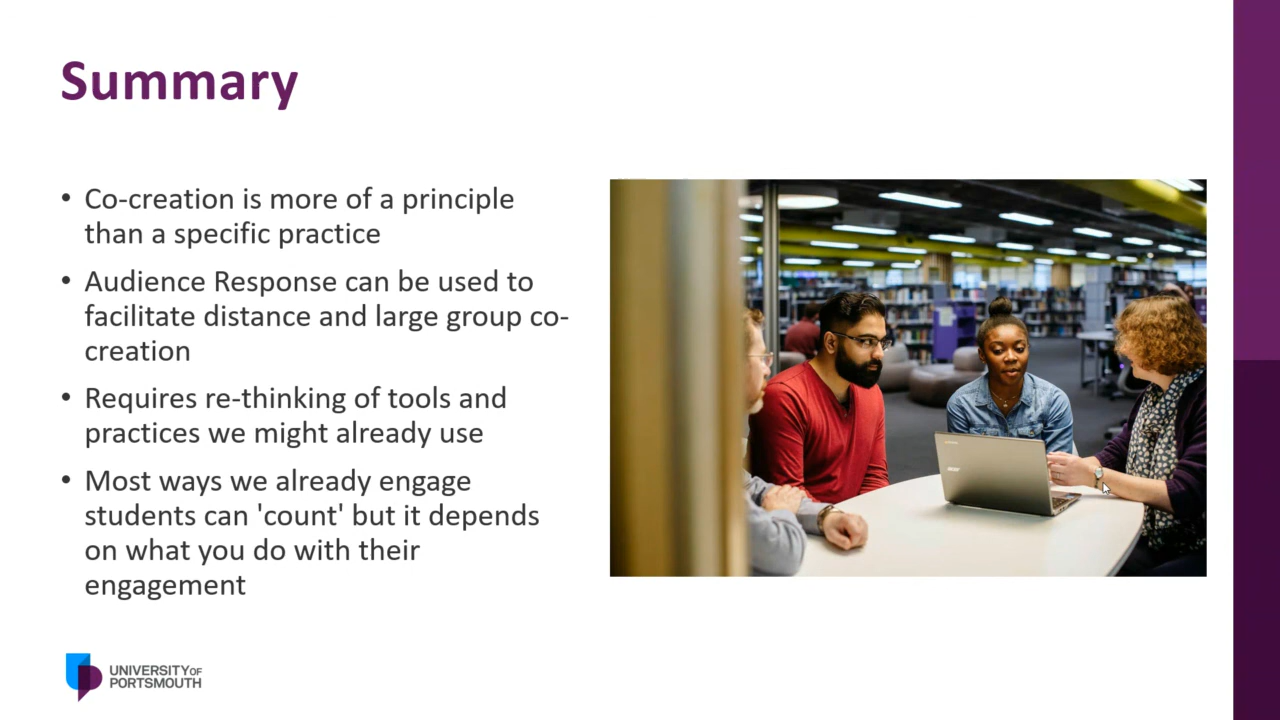 Summary
• Co-creation is more of a principle
than a specific practice
• Audience Response can be used to
facilitate distance and large group co-
creation
• Requires re-thinking of tools and
practices we might already use
• Most ways we already engage
students can 'count' but it depends
on what you do with their
engagement
UNIVERSITY OF
PORTSMOUTH